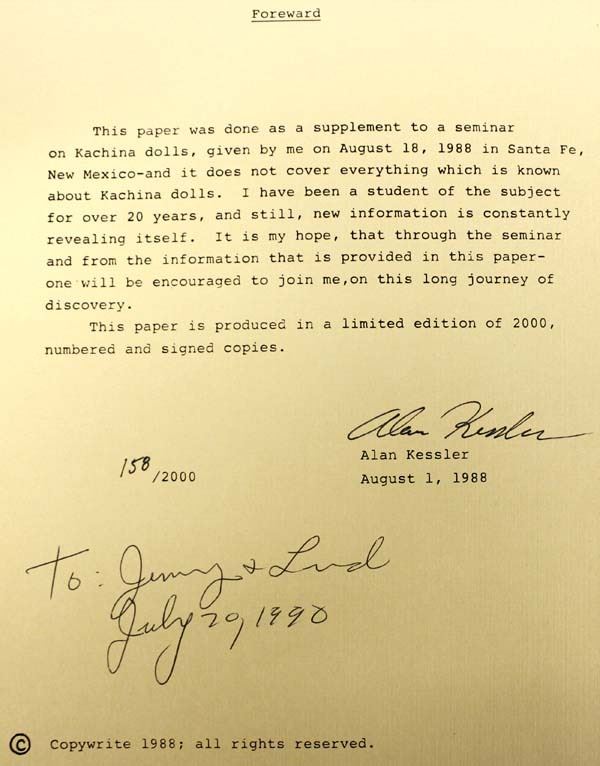 Foreward
This paper was done as a supplement to a seminar
on Kachina dolls, given by me on August 18, 1988 in Santa Fe,
New Mexico-and it does not cover everything which is known
about Kachina dolls. I have been a student of the subject
for over 20 years, and still, new information is constantly
revealing itself. It is my hope, that through the seminar
and from the information that is provided in this paper-
one will be encouraged to join me,on this long journey of
discovery.
This paper is produced in a limited edition of 2000,
numbered and signed copies.
Alan Kessler
Alan Kessler
158/2000
August 1, 1988
To: Jenny +
July 29, 1990
© Copywrite 1988; all rights reserved.